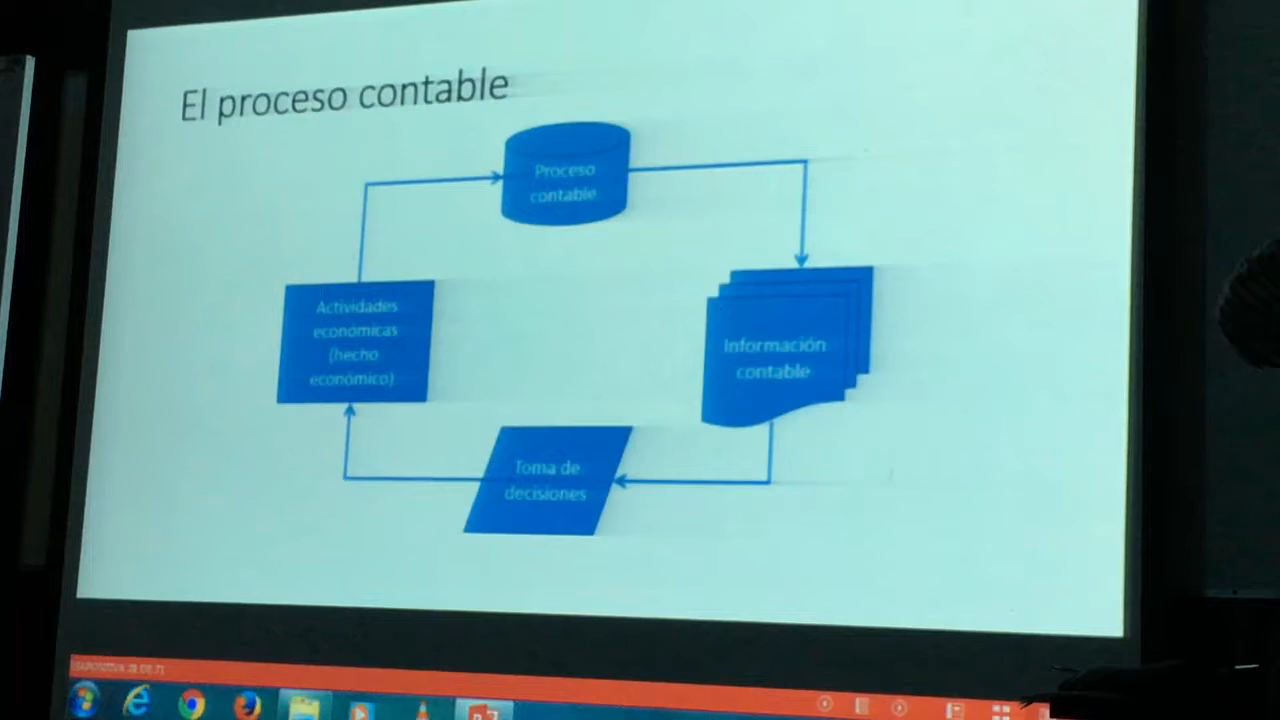 El proceso contable
Proceso
contable
Actividades
económicas
(hecho
económico)
Información
contable
Toma de
decisiones